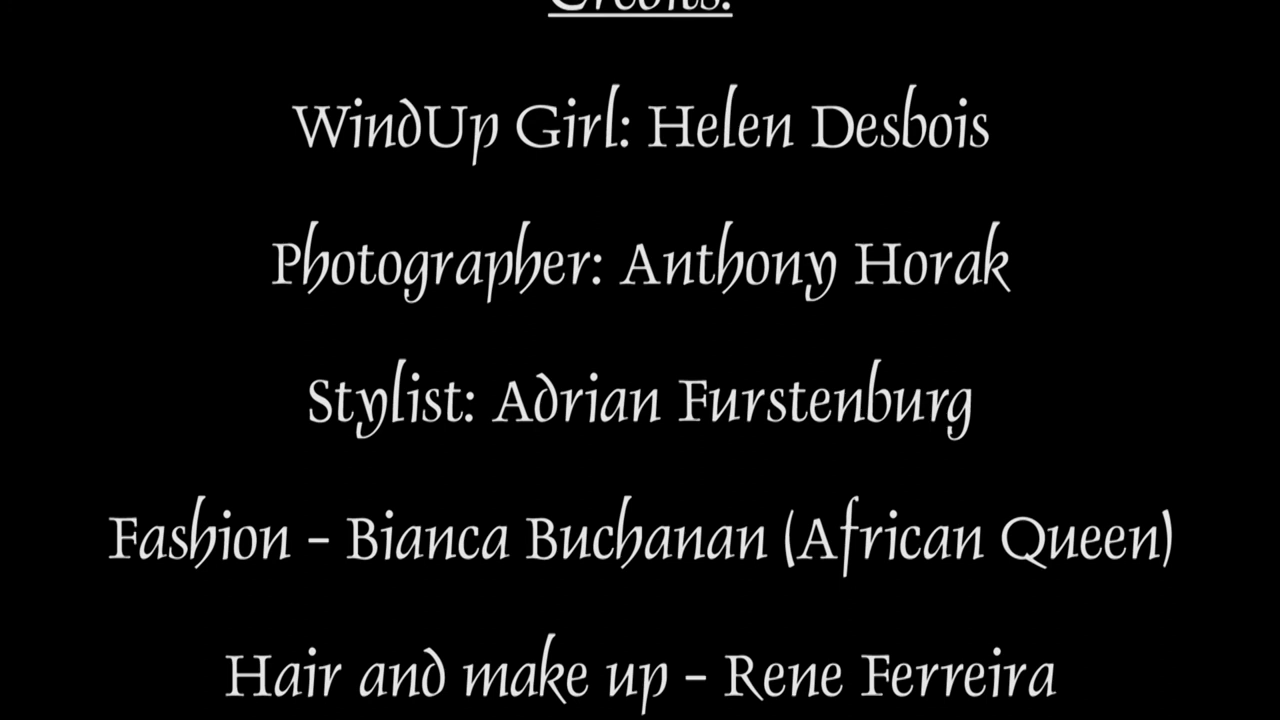 Credits:
WindUp Girl: Helen Desbois
Photographer: Anthony Horak
Stylist: Adrian Furstenburg
Fashion – Bianca Buchanan (African Queen)
Hair and make up – Rene Ferreira